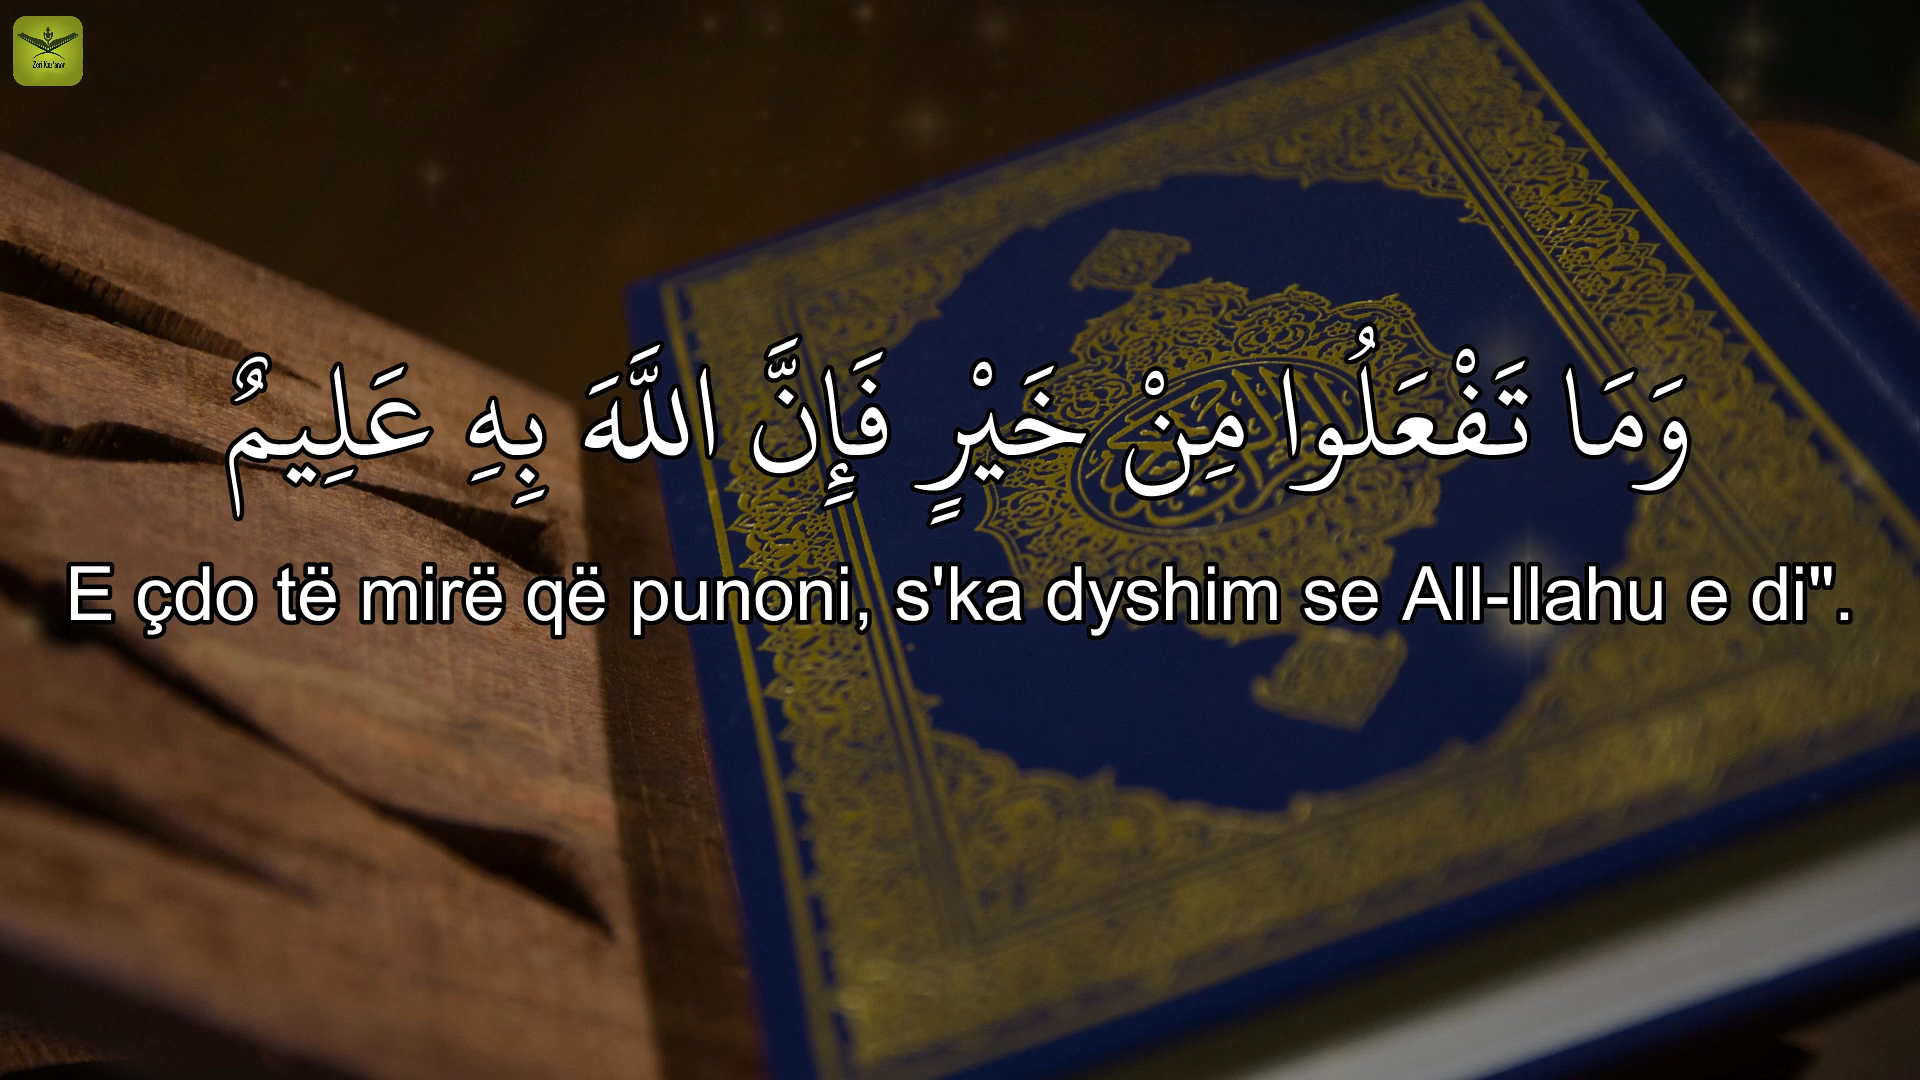 وَمَا تَفْعَلُوا مِنْ خَيْرٍ فَإِنَّ اللَّهَ بِهِ عَلِيمٌ
E çdo të mirë që punoni, s'ka dyshim se All-llahu e di".